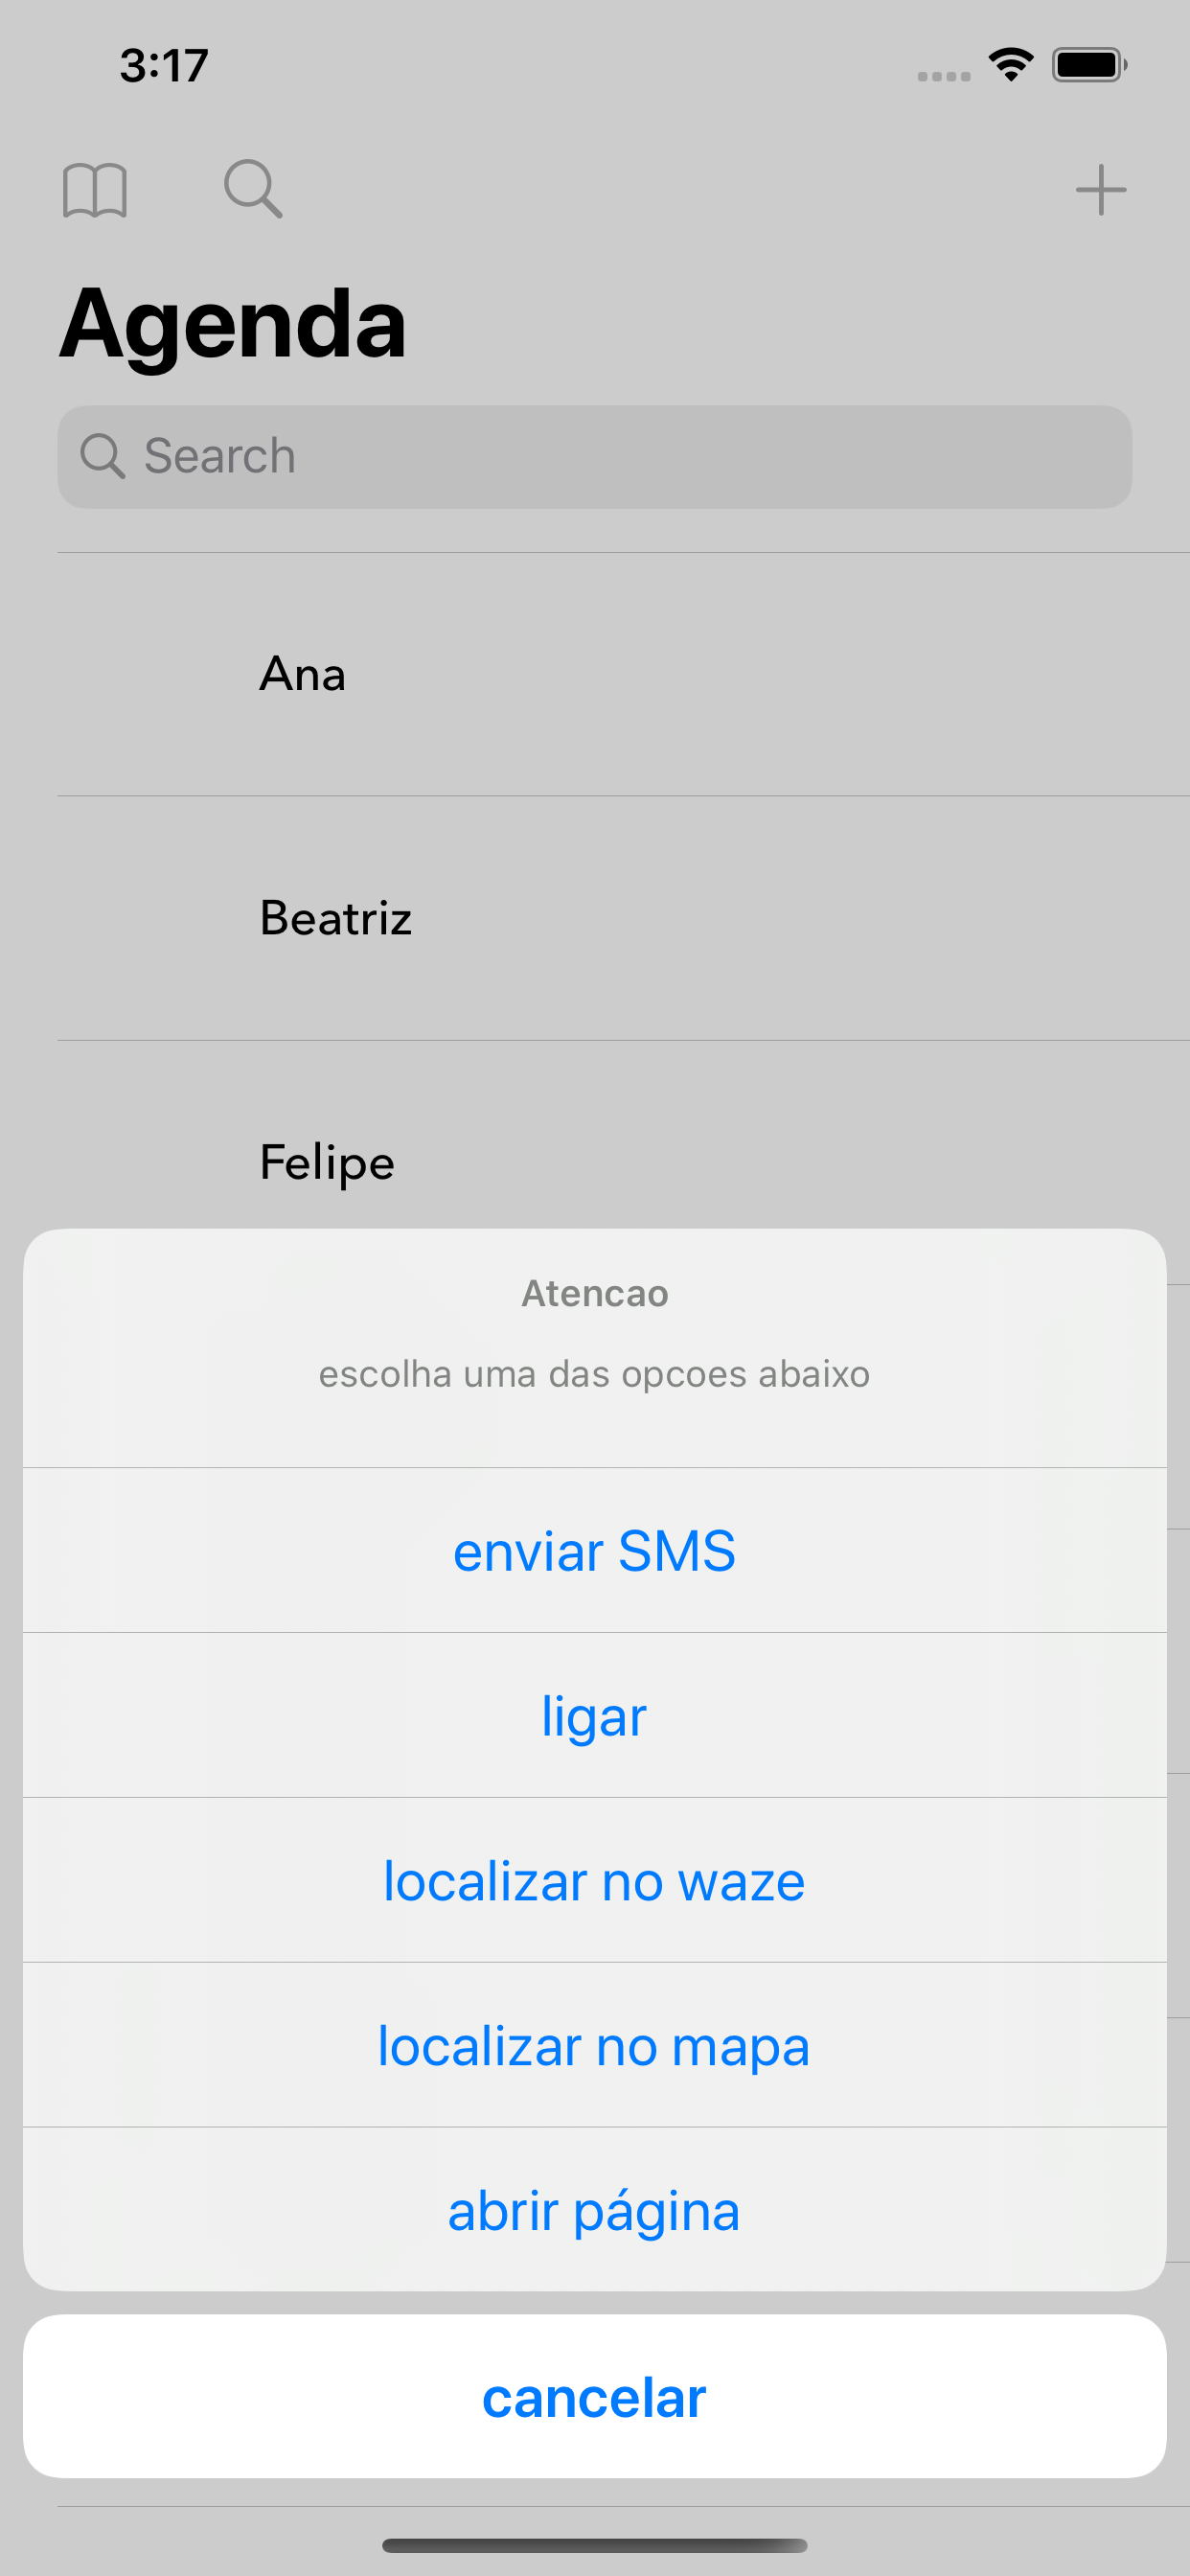 3:17
Agenda
Search
Ana
Beatriz
Felipe
Atencao
escolha uma das opcoes abaixo
enviar SMS
ligar
localizar no waze
localizar no mapa
abrir página
cancelar